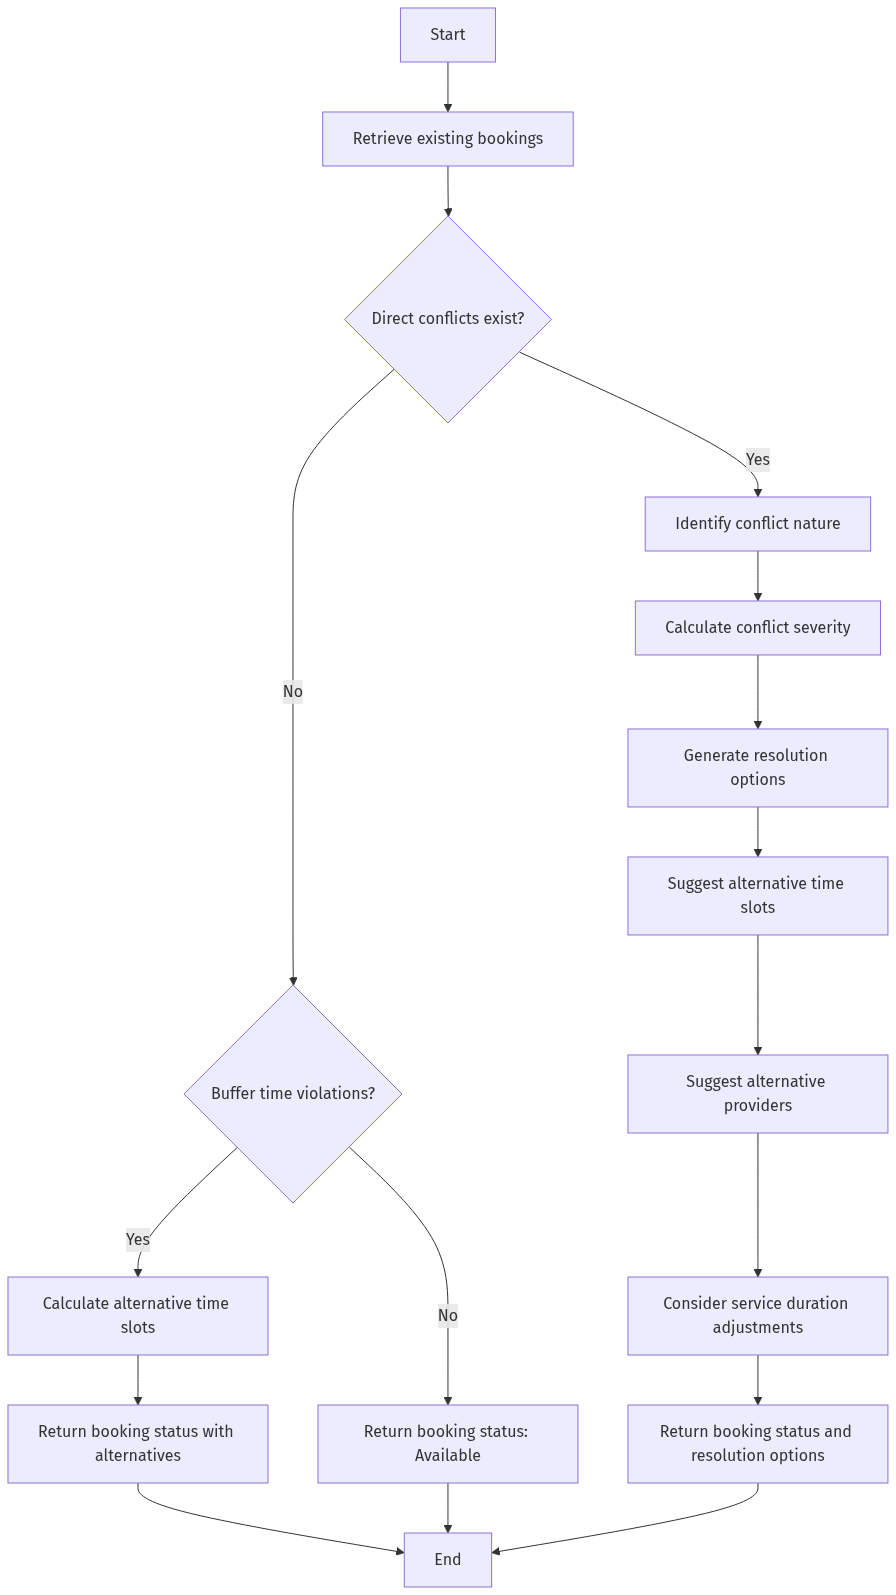 Start
Retrieve existing bookings
Direct conflicts exist?
Yes
Identify conflict nature
Calculate conflict severity
No
Generate resolution
options
Suggest alternative time
slots
Suggest alternative
providers
Buffer time violations?
Yes
No
Calculate alternative time
slots
Consider service duration
adjustments
Return booking status with
alternatives
Return booking status:
Available
Return booking status and
resolution options
End